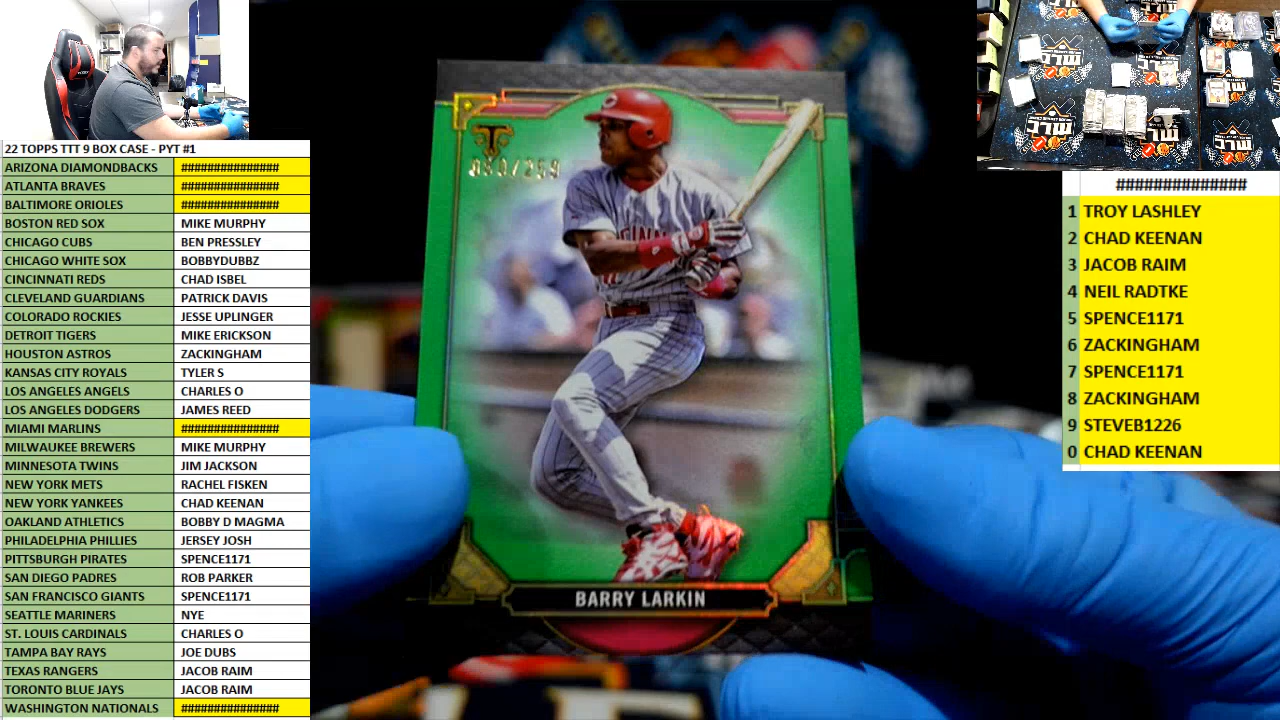 22 TOPPS TTT 9 BOX CASE - PYT #1
ARIZONA DIAMONDBACKS ###############
ATLANTA BRAVES ###############
BALTIMORE ORIOLES ###############
BOSTON RED SOX MIKE MURPHY
CHICAGO CUBS BEN PRESSLEY
CHICAGO WHITE SOX BOBBYDUBBZ
CINCINNATI REDS CHAD ISBEL
CLEVELAND GUARDIANS PATRICK DAVIS
COLORADO ROCKIES JESSE UPLINGER
DETROIT TIGERS MIKE ERICKSON
HOUSTON ASTROS ZACKINGHAM
KANSAS CITY ROYALS TYLER S
LOS ANGELES ANGELS CHARLES O
LOS ANGELES DODGERS JAMES REED
MIAMI MARLINS ###############
MILWAUKEE BREWERS MIKE MURPHY
MINNESOTA TWINS JIM JACKSON
NEW YORK METS RACHEL FISKEN
NEW YORK YANKEES CHAD KEENAN
OAKLAND ATHLETICS BOBBY D MAGMA
PHILADELPHIA PHILLIES JERSEY JOSH
PITTSBURGH PIRATES SPENCE1171
SAN DIEGO PADRES ROB PARKER
SAN FRANCISCO GIANTS SPENCE1171
SEATTLE MARINERS NYE
ST. LOUIS CARDINALS CHARLES O
TAMPA BAY RAYS JOE DUBS
TEXAS RANGERS JACOB RAIM
TORONTO BLUE JAYS JACOB RAIM
WASHINGTON NATIONALS ###############
BARRY LARKIN
###############
1 TROY LASHLEY
2 CHAD KEENAN
3 JACOB RAIM
4 NEIL RADTKE
5 SPENCE1171
6 ZACKINGHAM
7 SPENCE1171
8 ZACKINGHAM
9 STEVEB1226
0 CHAD KEENAN